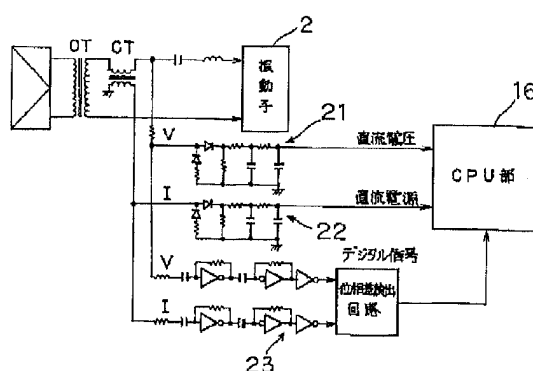 OT
CT
2
振動子
16
V
21
直流電圧
CPU部
I
直流電源
22
デジタル信号
V
位相差検出
回路
I
23